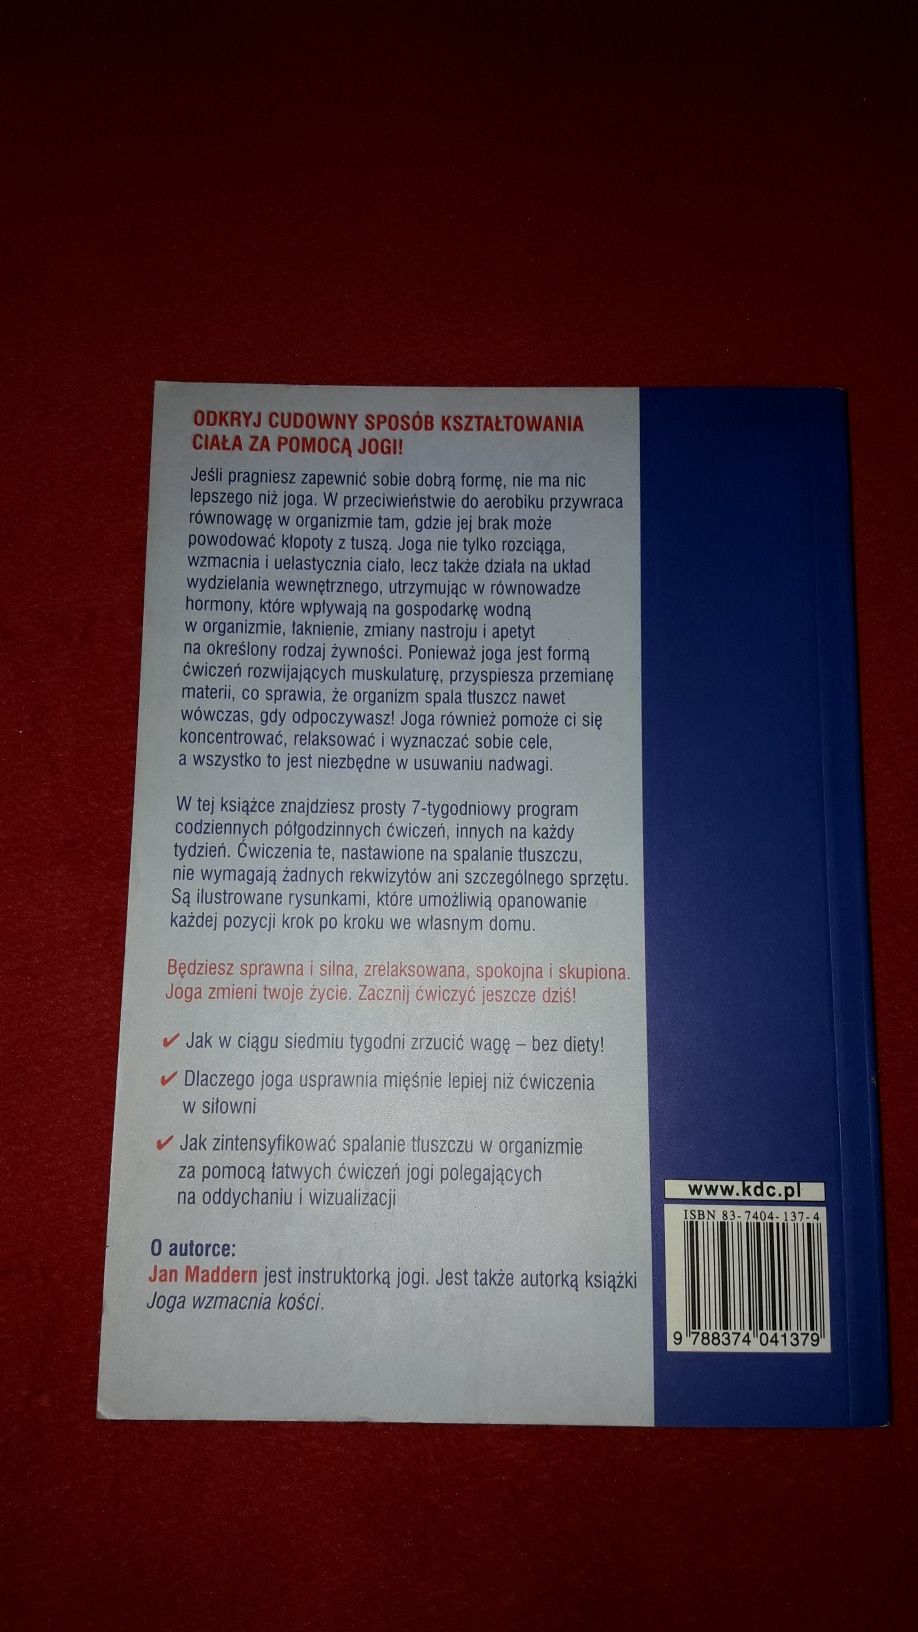 ODKRYJ CUDOWNY SPOSÓB KSZTAŁTOWANIA
CIAŁA ZA POMOCĄ JOGI!
Jeśli pragniesz zapewnić sobie dobrą formę, nie ma nic
lepszego niż joga. W przeciwieństwie do aerobiku przywraca
równowagę w organizmie tam, gdzie jej brak może
powodować kłopoty z tuszą. Joga nie tylko rozciąga,
wzmacnia i uelastycznia ciało, lecz także działa na układ
wydzielania wewnętrznego, utrzymując w równowadze
hormony, które wpływają na gospodarkę wodną
w organizmie, łaknienie, zmiany nastroju i apetyt
na określony rodzaj żywności. Ponieważ joga jest formą
ćwiczeń rozwijających muskulaturę, przyspiesza przemianę
materii, co sprawia, że organizm spala tłuszcz nawet
wówczas, gdy odpoczywasz! Joga również pomoże ci się
koncentrować, relaksować i wyznaczać sobie cele,
a wszystko to jest niezbędne w usuwaniu nadwagi.
W tej książce znajdziesz prosty 7-tygodniowy program
codziennych półgodzinnych ćwiczeń, innych na każdy
tydzień. Ćwiczenia te, nastawione na spalanie tłuszczu,
nie wymagają żadnych rekwizytów ani szczególnego sprzętu.
Są ilustrowane rysunkami, które umożliwią opanowanie
każdej pozycji krok po kroku we własnym domu.
Będziesz sprawna i silna, zrelaksowana, spokojna i skupiona.
Joga zmieni twoje życie. Zacznij ćwiczyć jeszcze dziś!
✔ Jak w ciągu siedmiu tygodni zrzucić wagę – bez diety!
✔ Dlaczego joga usprawnia mięśnie lepiej niż ćwiczenia
w siłowni
✔ Jak zintensyfikować spalanie tłuszczu w organizmie
za pomocą łatwych ćwiczeń jogi polegających
na oddychaniu i wizualizacji
O autorce:
Jan Maddern jest instruktorką jogi. Jest także autorką książki
Joga wzmacnia kości.
www.kdc.pl
ISBN 83-7404-137-4
9 788374 041379